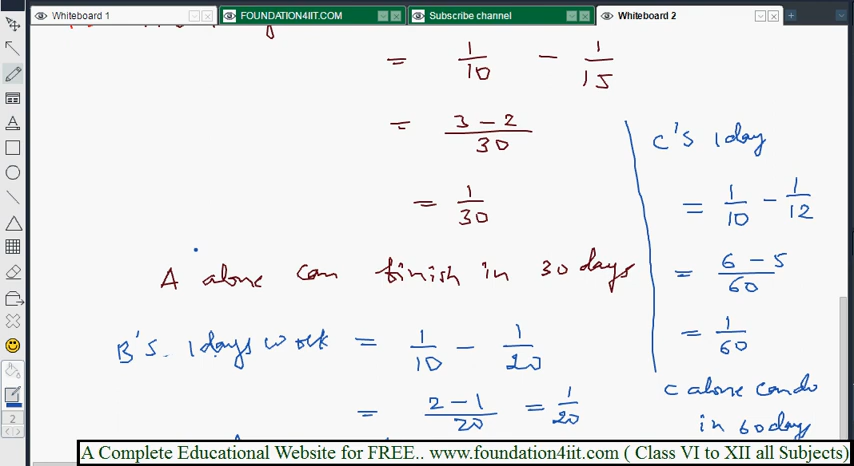 Whiteboard 1
FOUNDATION4IIT.COM
Subscribe channel
Whiteboard 2
= 1/10 - 1/15
= 3-2/30
= 1/30
A alone can finish in 30 days
B's. 1 days work = 1/10 - 1/20
= 2-1/20 = 1/20
C's 1 day
= 1/10 - 1/12
= 6-5/60
= 1/60
C alone can do
in 60 days
2
A Complete Educational Website for FREE.. www.foundation4iit.com ( Class VI to XII all Subjects)